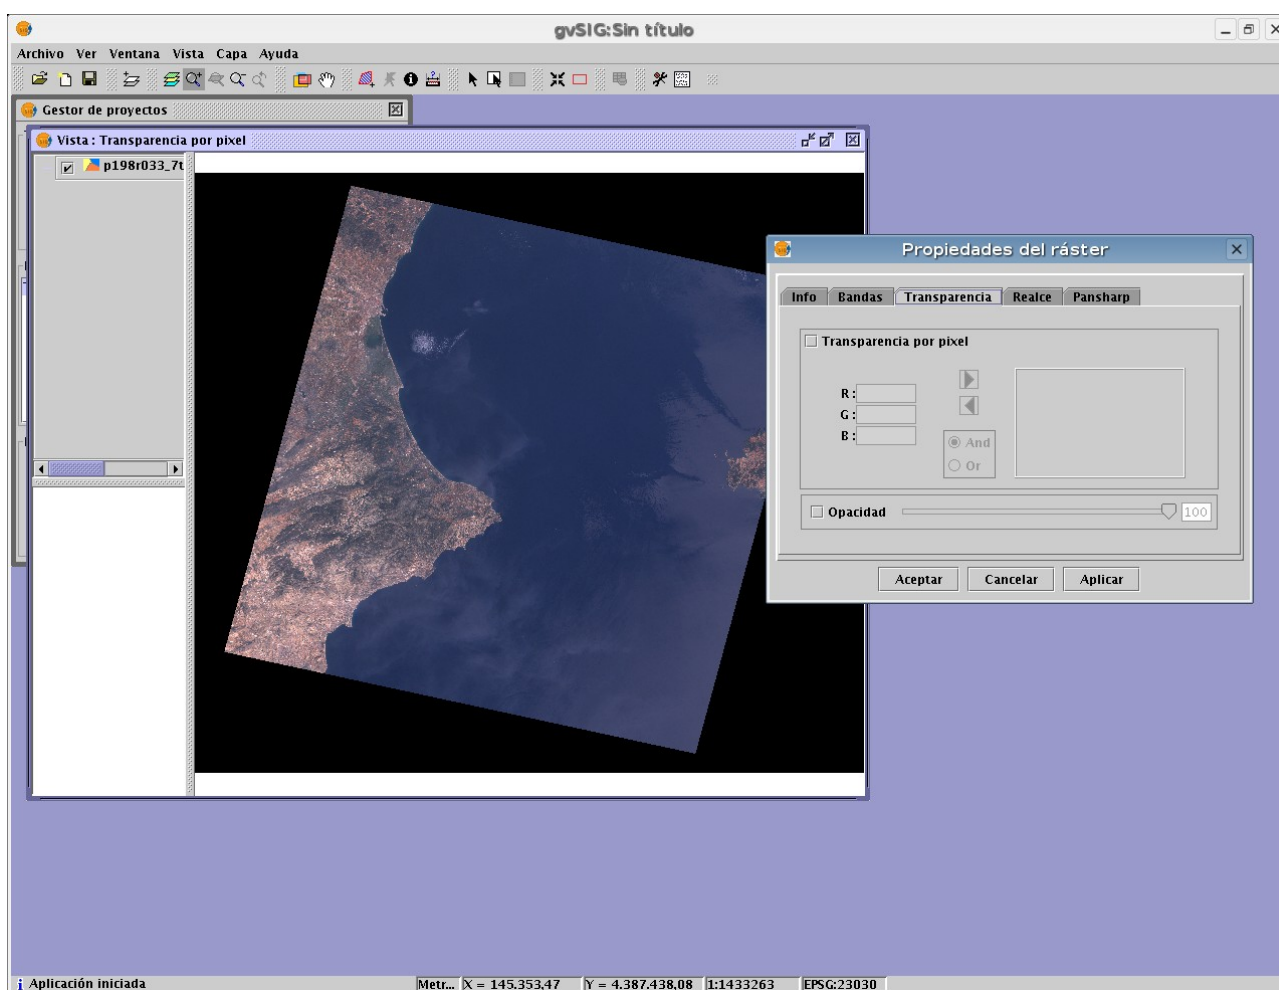 gvSIG:Sin título
Archivo Ver Ventana Vista Capa Ayuda
Gestor de proyectos
Vista : Transparencia por pixel
p198r033_7t
Propiedades del ráster
Info Bandas Transparencia Realce Pansharp
Transparencia por pixel
R :
G :
B :
And
Or
Opacidad 100
Aceptar Cancelar Aplicar
Aplicación iniciada Metr... X = 145.353,47 Y = 4.387.438,08 1:1433263 EPSG:23030